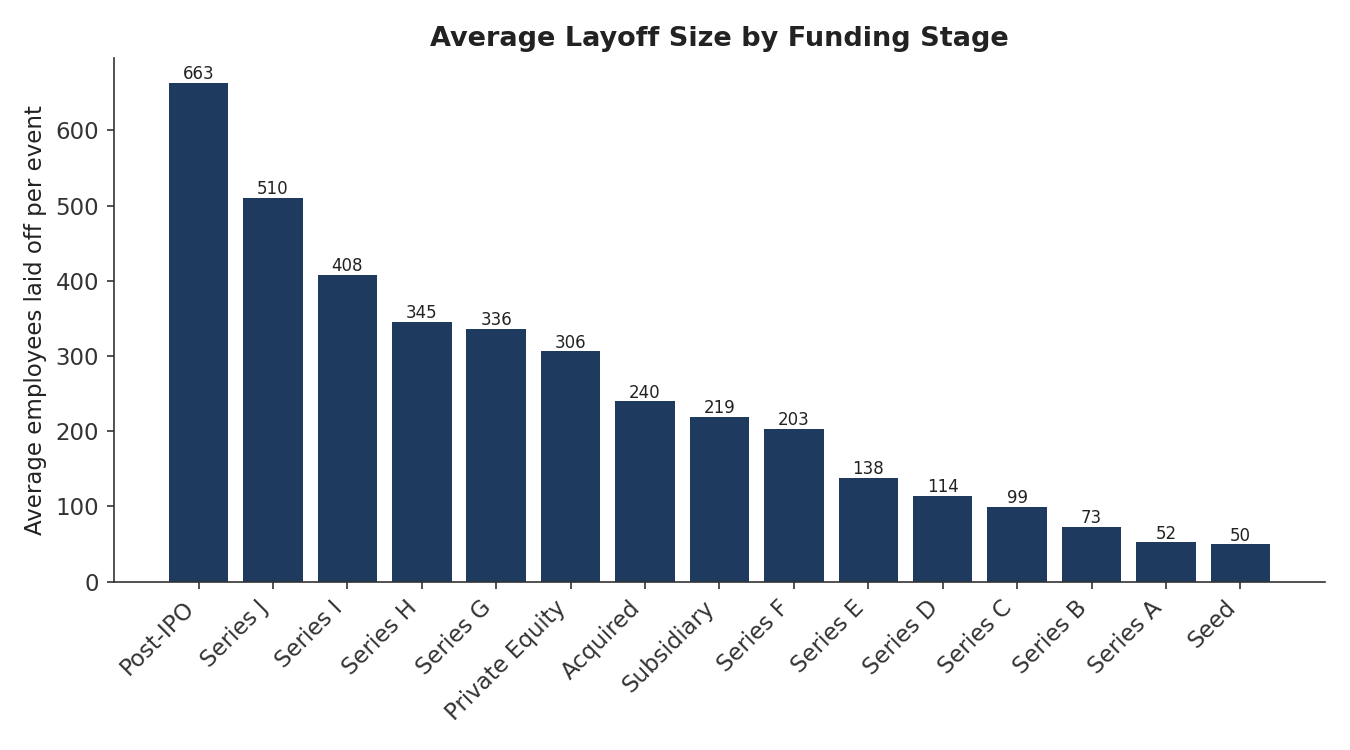 Average Layoff Size by Funding Stage
Average employees laid off per event
600
500
400
300
200
100
0
663
510
408
345
336
306
240
219
203
138
114
99
73
52
50
Post-IPO
Series J
Series I
Series H
Series G
Private Equity
Acquired
Subsidiary
Series F
Series E
Series D
Series C
Series B
Series A
Seed